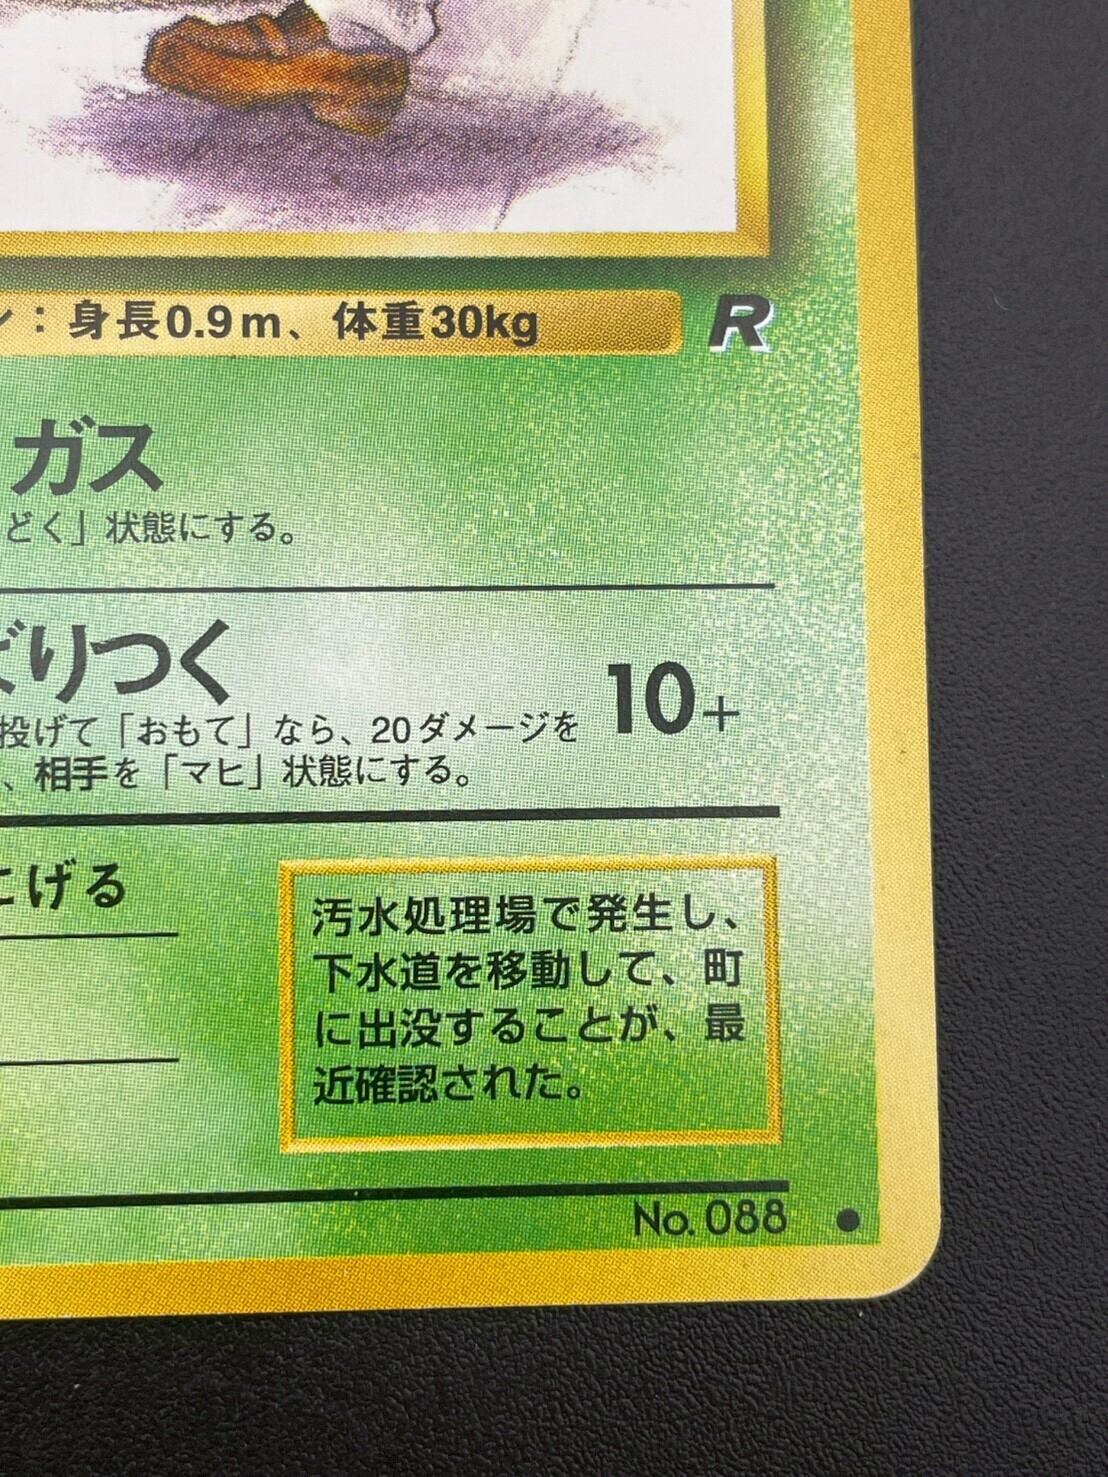 ：身長0.9m、体重30kg
R
ガス
どく」状態にする。
りつく
投げて「おもて」なら、20ダメージを
10+
、相手を「マヒ」状態にする。
げる
汚水処理場で発生し、
下水道を移動して、町
に出没することが、最
近確認された。
No. 088 ●